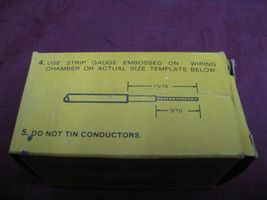 4. USE STRIP GAUGE EMBOSSED ON WIRING
CHAMBER OR ACTUAL SIZE TEMPLATE BELOW.
15/16
9/16
5. DO NOT TIN CONDUCTORS.